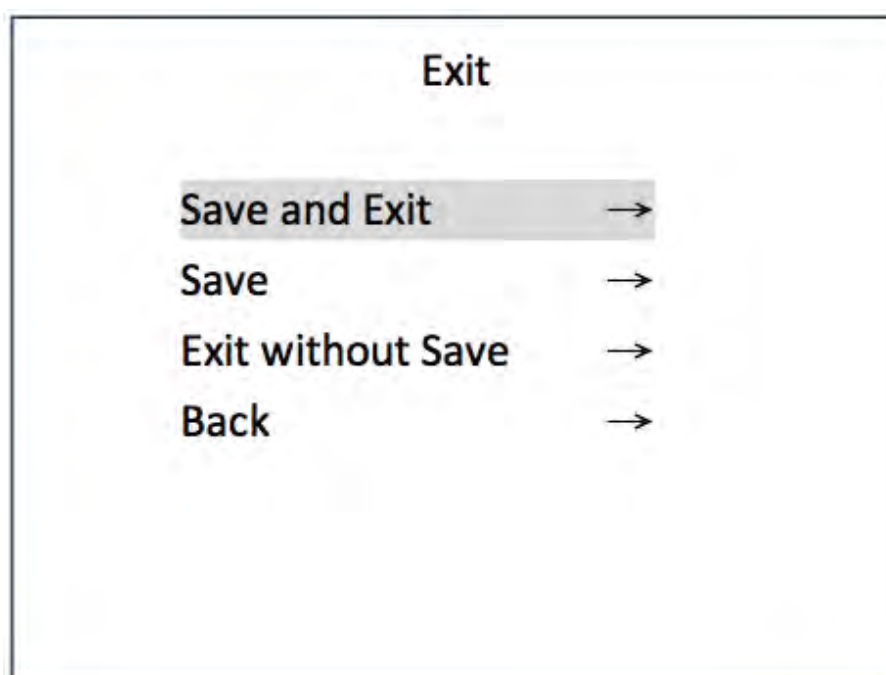 Exit
Save and Exit →
Save →
Exit without Save →
Back →